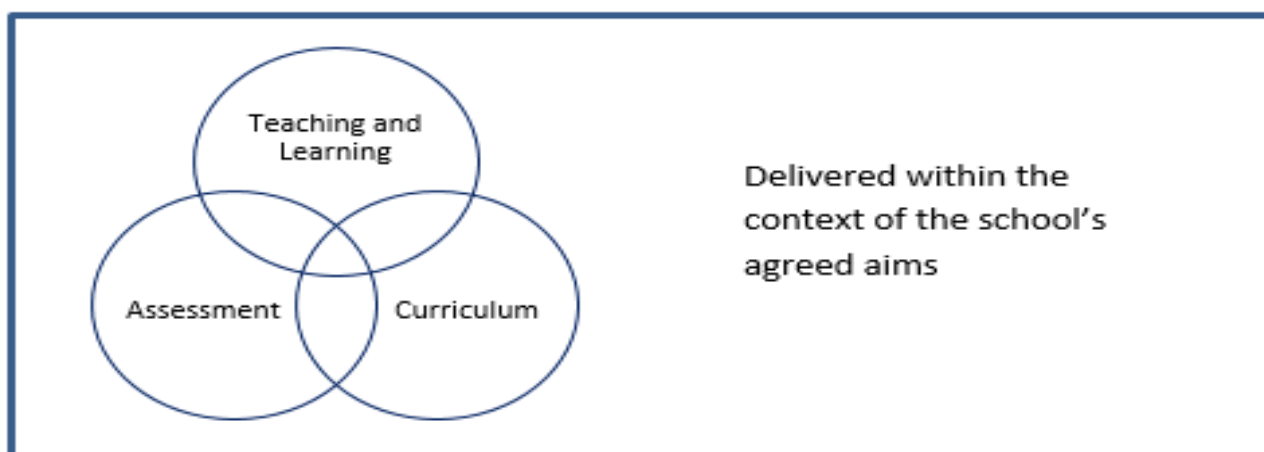 Teaching and
Learning
Assessment
Curriculum
Delivered within the
context of the school’s
agreed aims